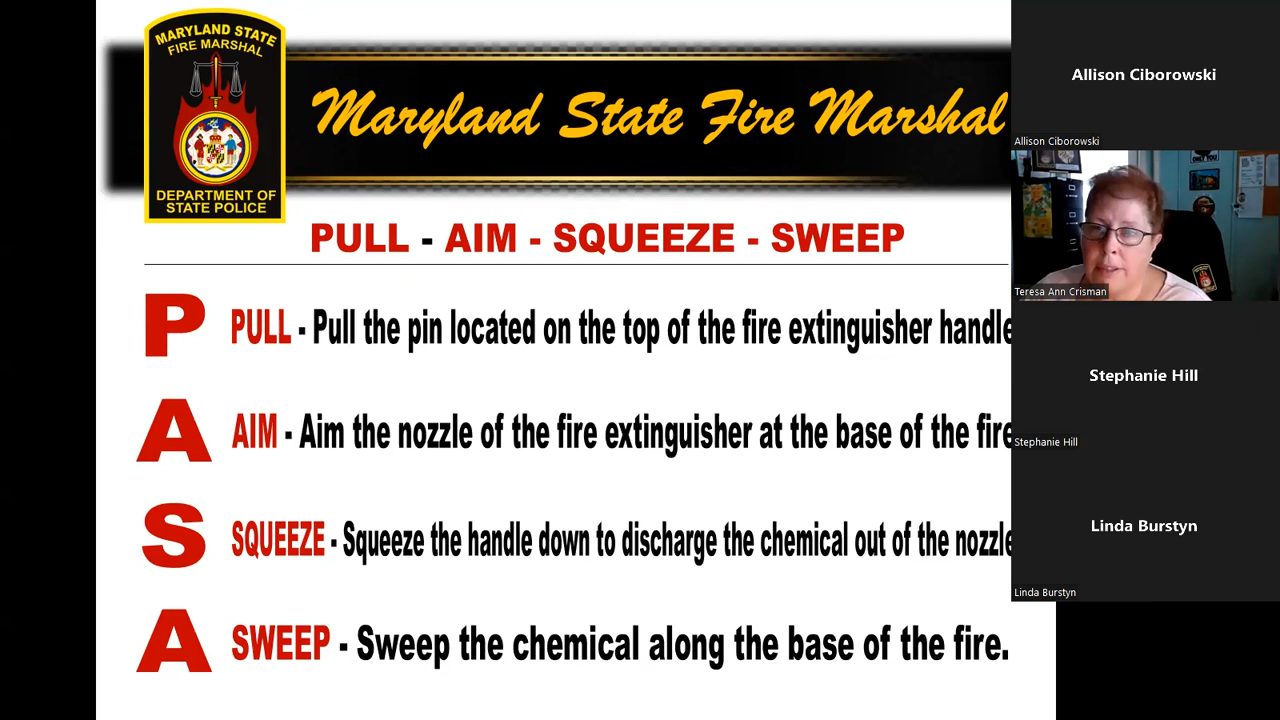 MARYLAND STATE
FIRE MARSHAL
DEPARTMENT OF
STATE POLICE
Maryland State Fire Marshal
PULL - AIM - SQUEEZE - SWEEP
P
PULL - Pull the pin located on the top of the fire extinguisher handle
A
AIM - Aim the nozzle of the fire extinguisher at the base of the fire
S
SQUEEZE - Squeeze the handle down to discharge the chemical out of the nozzle
A
SWEEP - Sweep the chemical along the base of the fire.
Allison Ciborowski
Allison Ciborowski
ONLY YOU
Teresa Ann Crisman
Stephanie Hill
Stephanie Hill
Linda Burstyn
Linda Burstyn